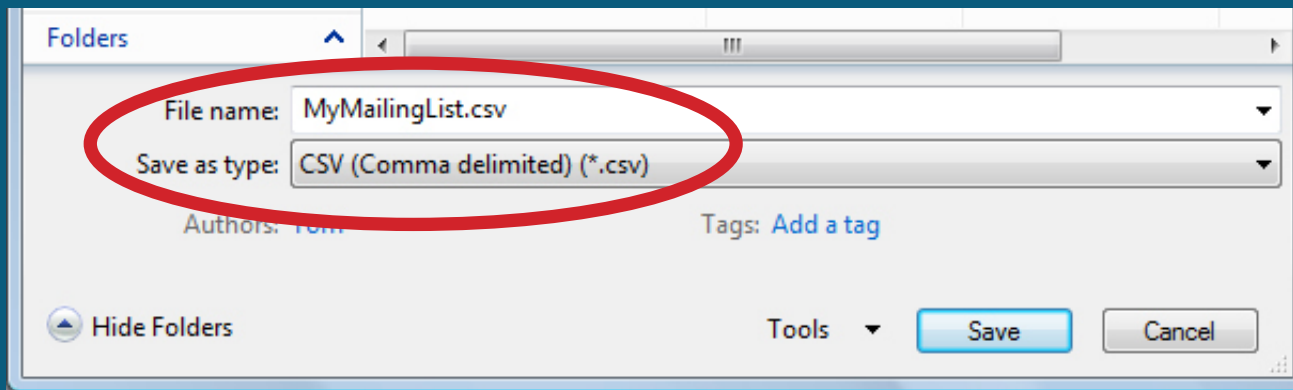 Folders
File name: MyMailingList.csv
Save as type: CSV (Comma delimited) (*.csv)
Authors: Tom Tags: Add a tag
Hide Folders Tools Save Cancel